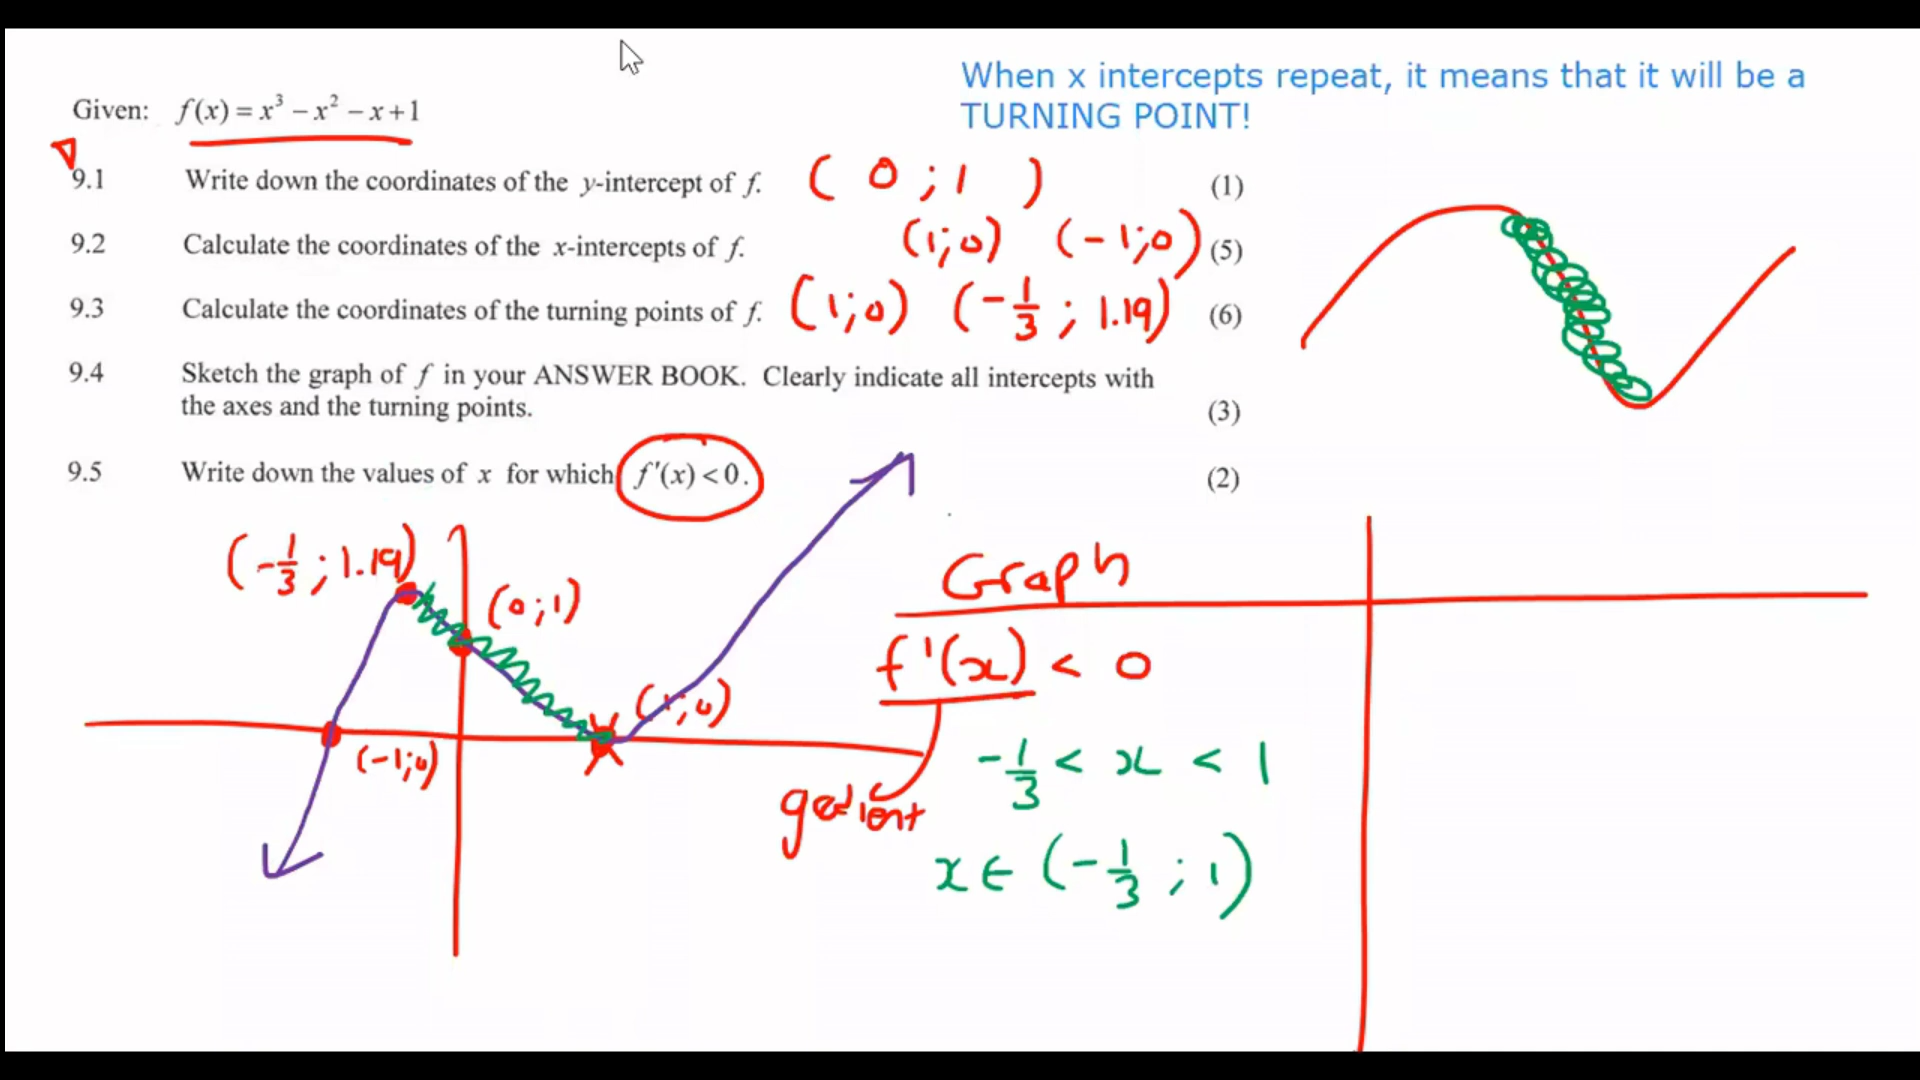 When x intercepts repeat, it means that it will be a
TURNING POINT!
Given: f(x) = x³ − x² − x + 1
9.1 Write down the coordinates of the y-intercept of f. ( 0 ; 1 ) (1)
9.2 Calculate the coordinates of the x-intercepts of f. (1;0) (-1;0) (5)
9.3 Calculate the coordinates of the turning points of f. (1;0) (-1/3 ; 1.19) (6)
9.4 Sketch the graph of f in your ANSWER BOOK. Clearly indicate all intercepts with
the axes and the turning points. (3)
9.5 Write down the values of x for which f′(x) < 0. (2)
(-1/3 ; 1.19)
(0;1)
(1;0)
(-1;0)
Graph
f'(x) < 0
gradient
-1/3 < x < 1
x ∈ (-1/3 ; 1)